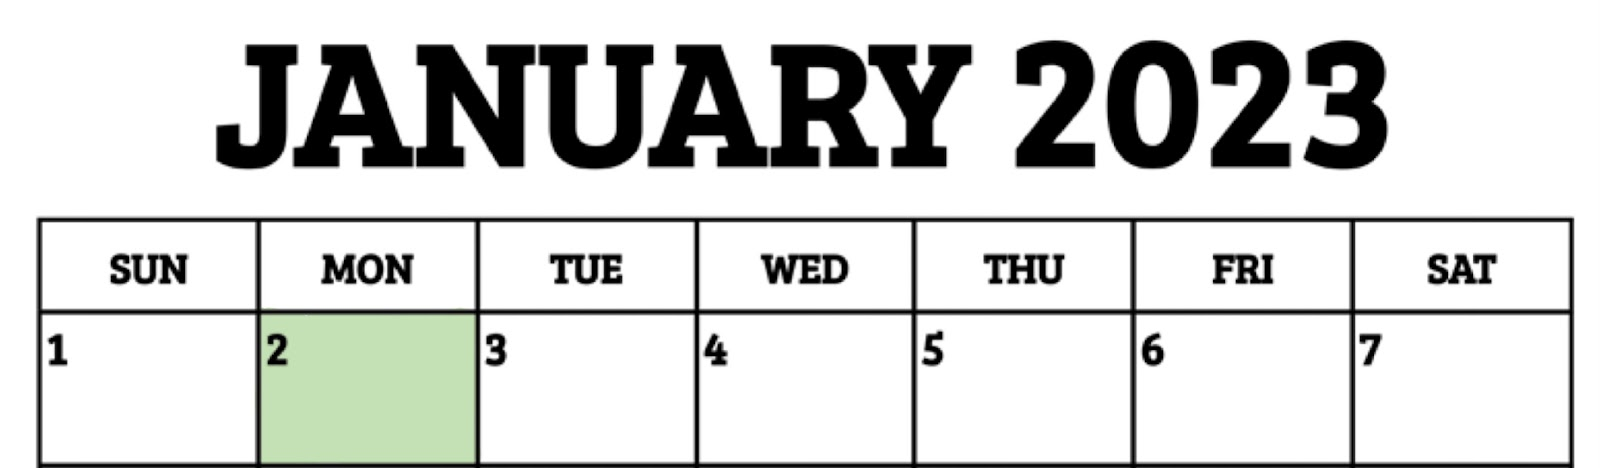 JANUARY 2023
SUN MON TUE WED THU FRI SAT
1 2 3 4 5 6 7